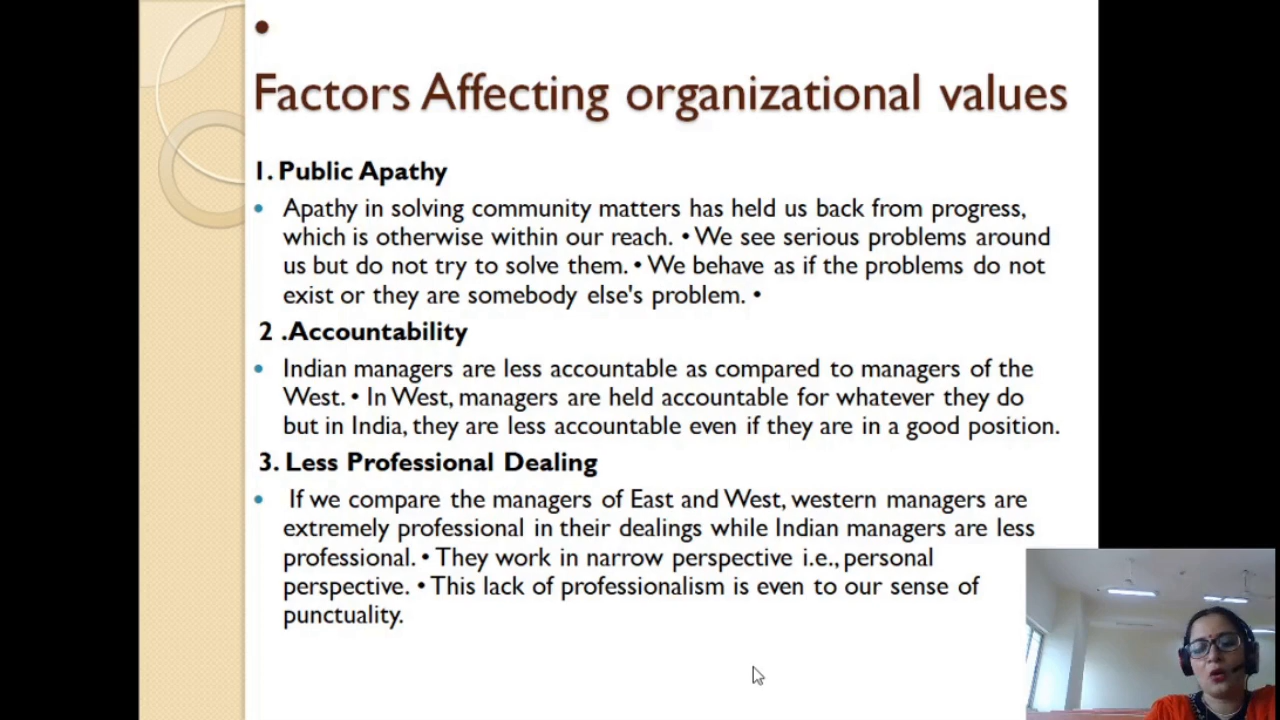 •
Factors Affecting organizational values
1. Public Apathy
• Apathy in solving community matters has held us back from progress,
which is otherwise within our reach. • We see serious problems around
us but do not try to solve them. • We behave as if the problems do not
exist or they are somebody else's problem. •
2 .Accountability
• Indian managers are less accountable as compared to managers of the
West. • In West, managers are held accountable for whatever they do
but in India, they are less accountable even if they are in a good position.
3. Less Professional Dealing
• If we compare the managers of East and West, western managers are
extremely professional in their dealings while Indian managers are less
professional. • They work in narrow perspective i.e., personal
perspective. • This lack of professionalism is even to our sense of
punctuality.